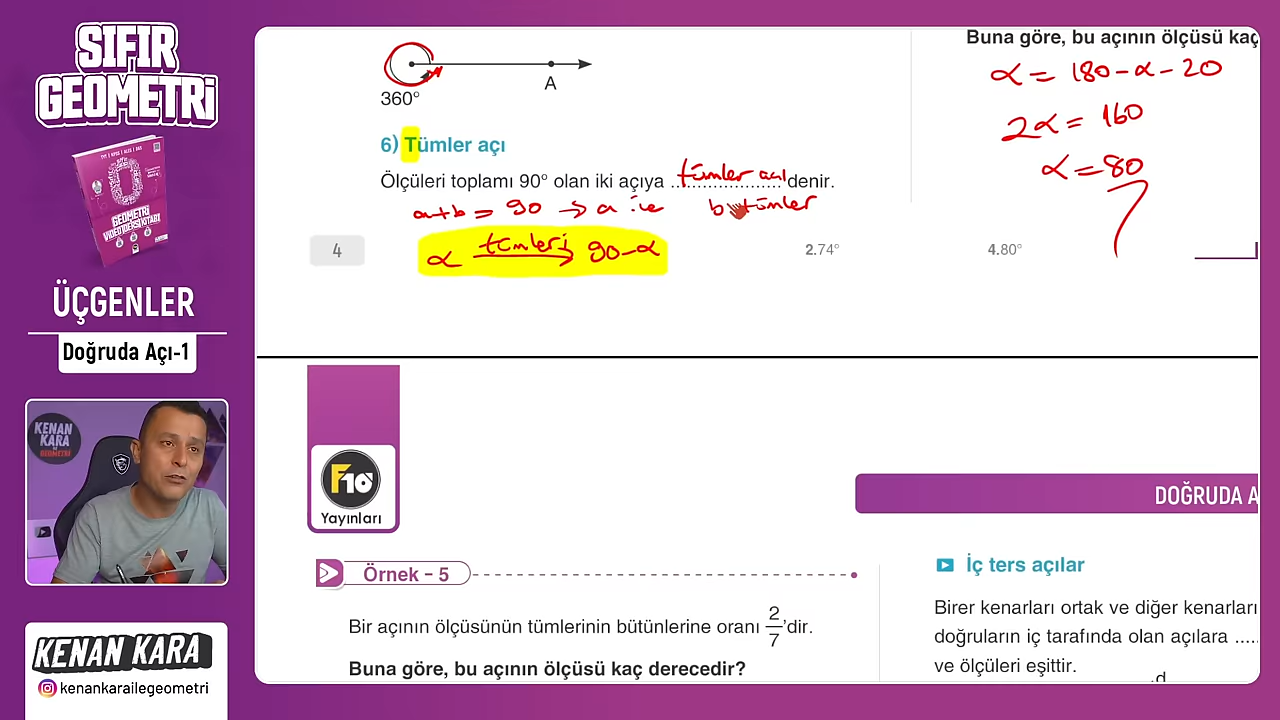 SIFIR
GEOMETRİ
ÜÇGENLER
Doğruda Açı-1
KENAN
KARA
GEOMETRİ
KENAN KARA
kenankarailegeometri
360°
A
6) Tümler açı
Ölçüleri toplamı 90° olan iki açıya tümler açı denir.
a+b = 90 → a ile b tümler
α tümleri → 90-α
4
2.74°
4.80°
Buna göre, bu açının ölçüsü kaç
α = 180-α-20
2α = 160
α = 80
F10
Yayınları
DOĞRUDA A
Örnek – 5
Bir açının ölçüsünün tümlerinin bütünlerine oranı 2/7'dir.
Buna göre, bu açının ölçüsü kaç derecedir?
İç ters açılar
Birer kenarları ortak ve diğer kenarları
doğruların iç tarafında olan açılara .....
ve ölçüleri eşittir.
d